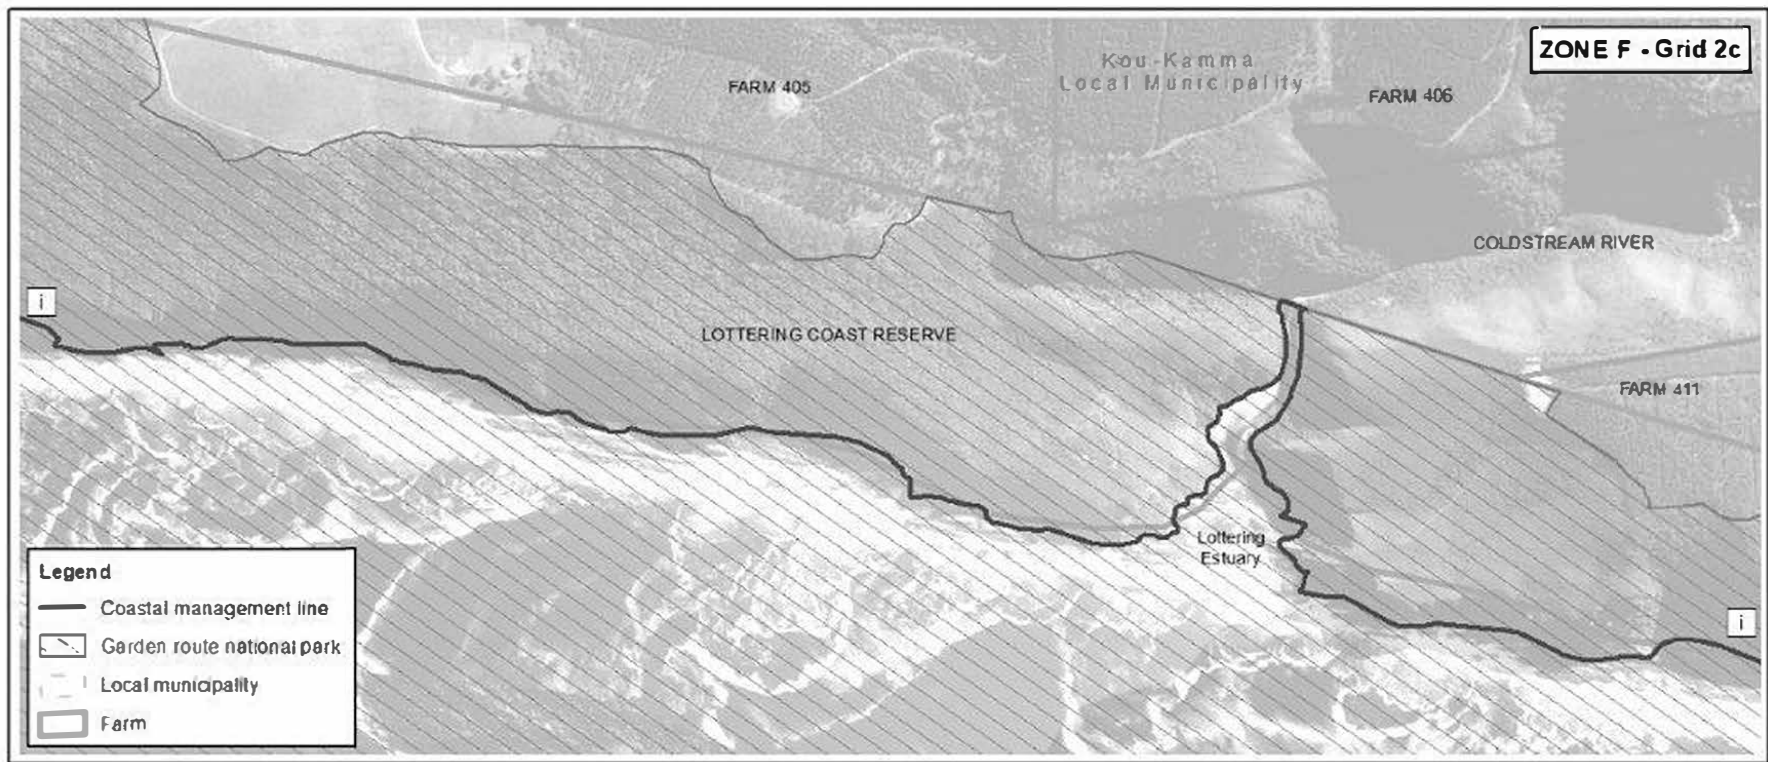 ZONE F - Grid 2c
Kou-Kamma
Local Municipality
FARM 405
FARM 406
COLDSTREAM RIVER
i
LOTTERING COAST RESERVE
FARM 411
Lottering
Estuary
i
Legend
Coastal management line
Garden route national park
Local municipality
Farm